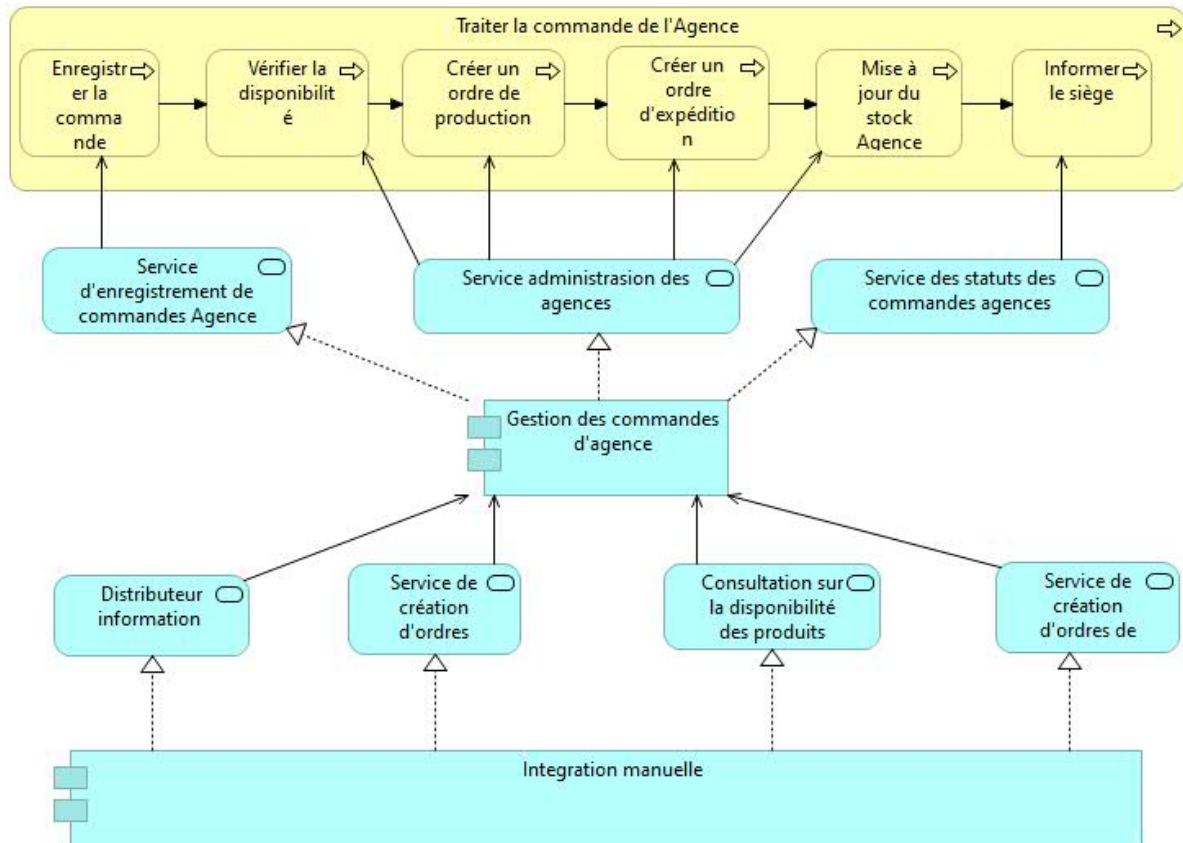 Traiter la commande de l'Agence
Enregistr
er la
comma
nde
Vérifier la
disponibilit
é
Créer un
ordre de
production
Créer un
ordre
d'expéditio
n
Mise à
jour du
stock
Agence
Informer
le siège
Service
d'enregistrement de
commandes Agence
Service administrasion des
agences
Service des statuts des
commandes agences
Gestion des commandes
d'agence
Distributeur
information
Service de
création
d'ordres
Consultation sur
la disponibilité
des produits
Service de
création
d'ordres de
Integration manuelle